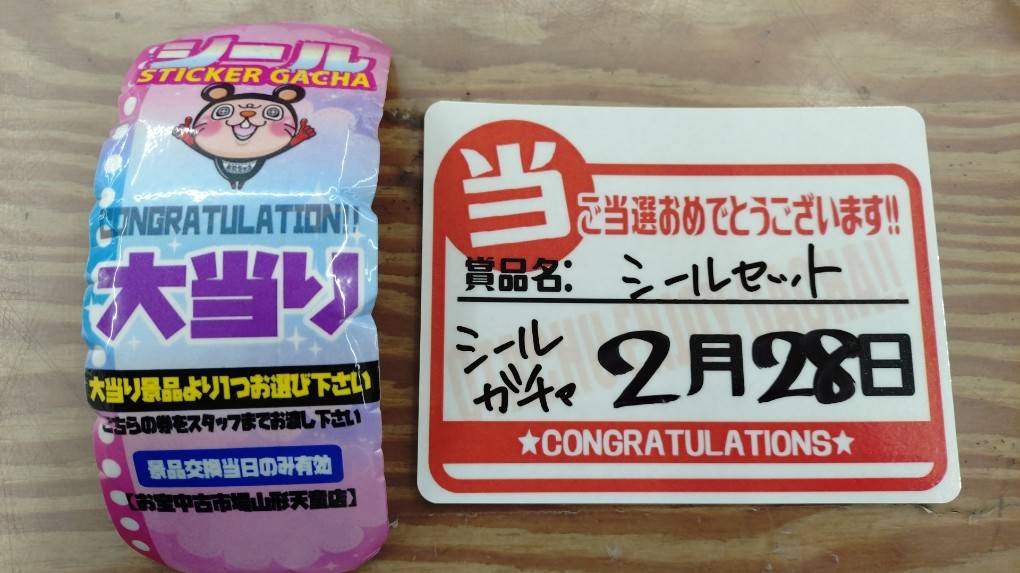 シール
STICKER GACHA
CONGRATULATION!!
大当り
大当り景品より1つお選び下さい
こちらの券をスタッフまでお渡し下さい
景品交換当日のみ有効
【お宝中古市場山形天童店】
当
ご当選おめでとうございます!!
賞品名: シールセット
シール
ガチャ
2月28日
★CONGRATULATIONS★